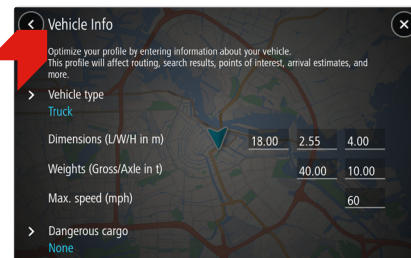 Vehicle Info
Optimize your profile by entering information about your vehicle.
This profile will affect routing, search results, points of interest, arrival estimates, and
more.
Vehicle type
Truck
Dimensions (L/W/H in m) 18.00 2.55 4.00
Weights (Gross/Axle in t) 40.00 10.00
Max. speed (mph) 60
Dangerous cargo
None